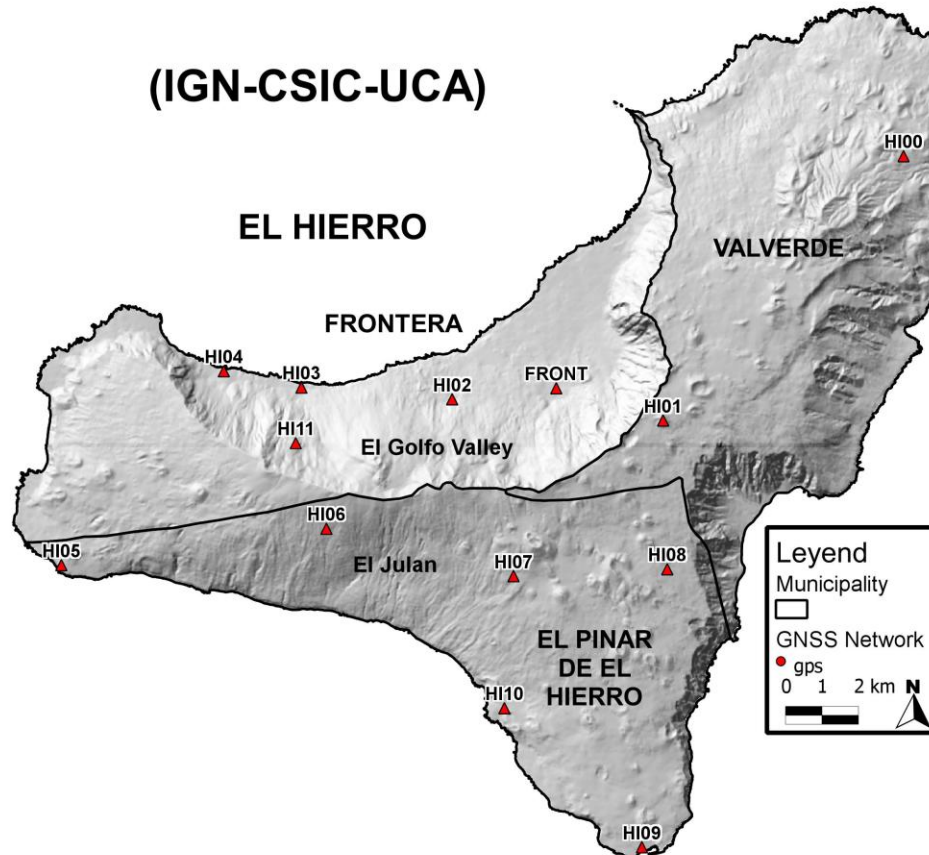 (IGN-CSIC-UCA)
HI00
EL HIERRO
VALVERDE
FRONTERA
HI04
HI03
FRONT
HI02
HI01
HI11
El Golfo Valley
HI06
HI05
El Julan
HI07
HI08
EL PINAR
DE EL
HIERRO
HI10
HI09
Leyend
Municipality
GNSS Network
gps
0 1 2 km
N